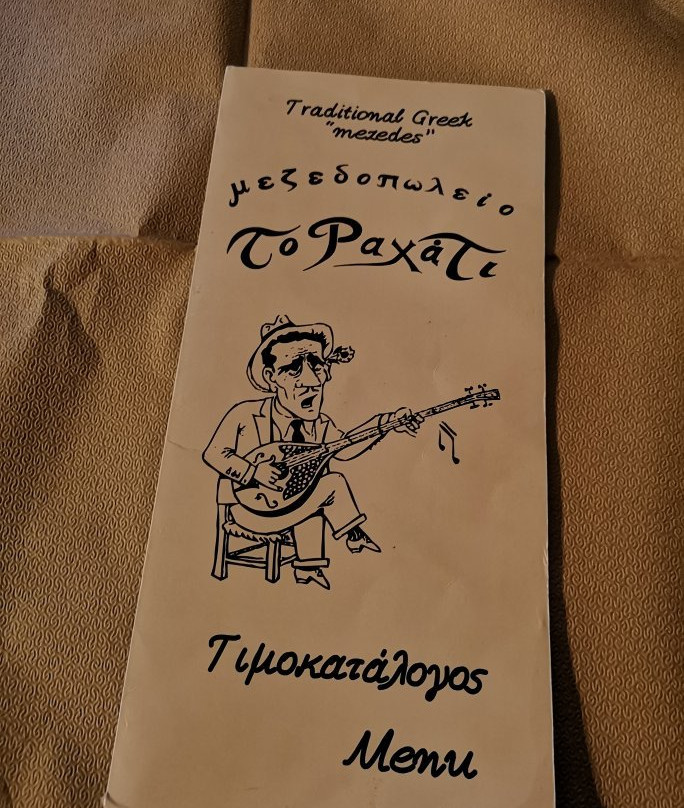 Traditional Greek
"mezedes"
μεζεδοπωλείο
Το Ραχάτι
Τιμοκατάλογος
Menu